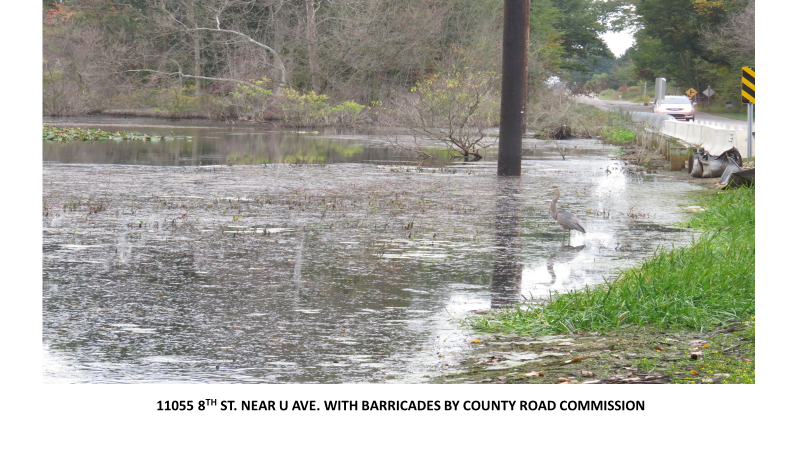 11055 8TH ST. NEAR U AVE. WITH BARRICADES BY COUNTY ROAD COMMISSION